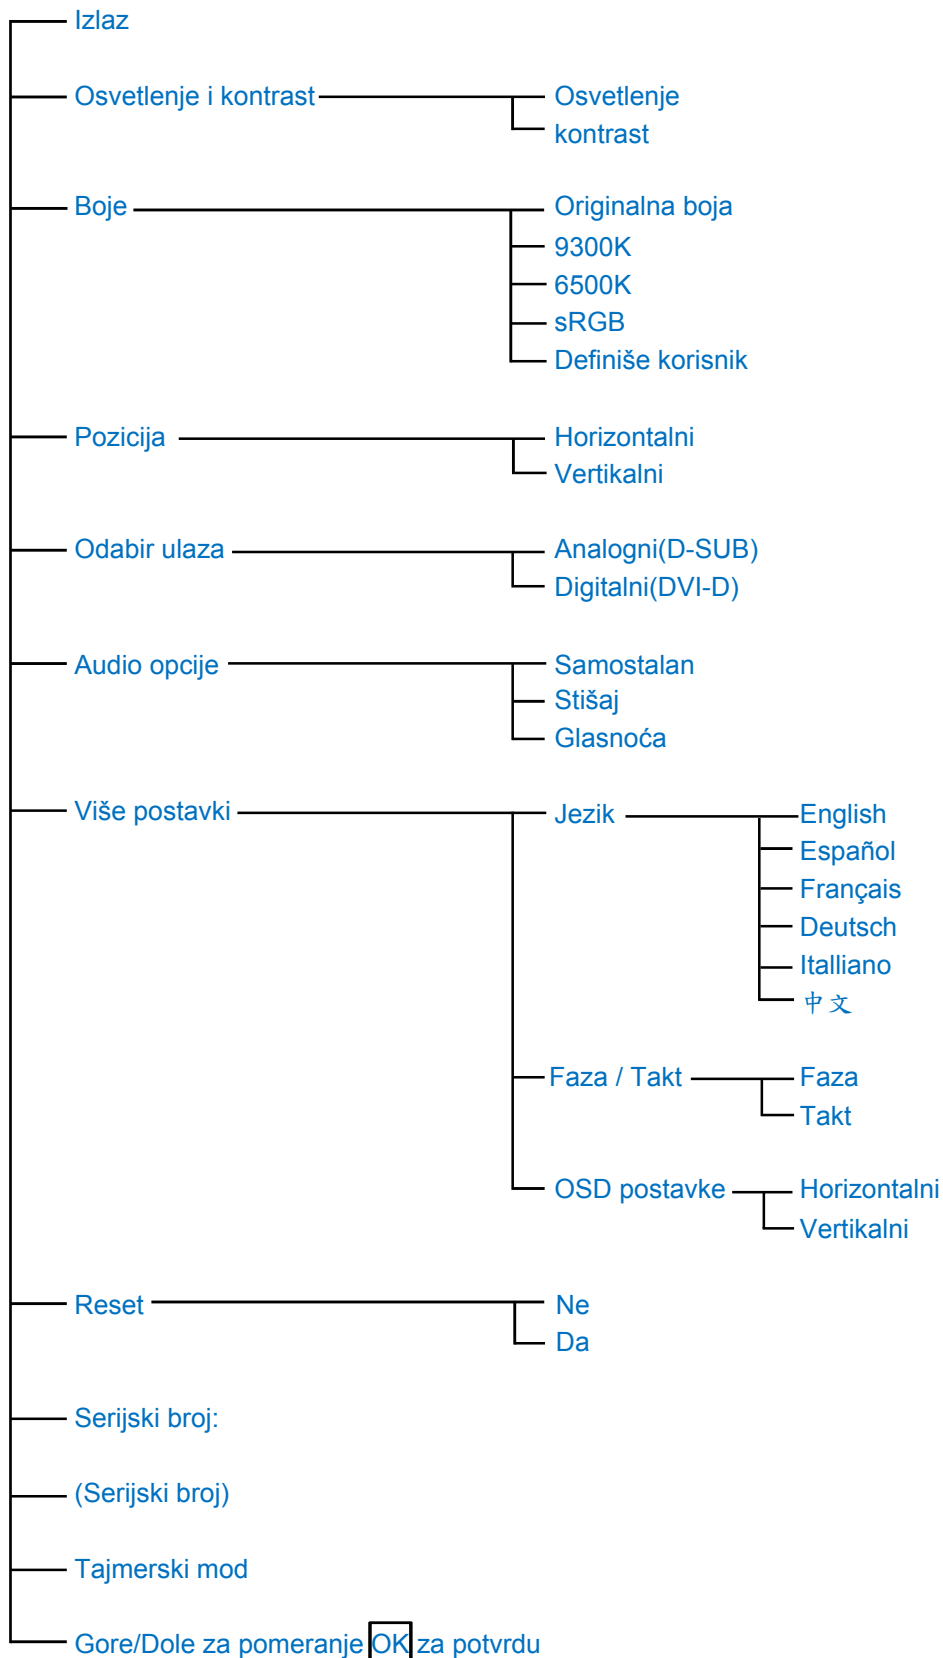 Izlaz
Osvetlenje i kontrast
Osvetlenje
kontrast
Boje
Originalna boja
9300K
6500K
sRGB
Definiše korisnik
Pozicija
Horizontalni
Vertikalni
Odabir ulaza
Analogni(D-SUB)
Digitalni(DVI-D)
Audio opcije
Samostalan
Stišaj
Glasnoća
Više postavki
Jezik
English
Español
Français
Deutsch
Italliano
中文
Faza / Takt
Faza
Takt
OSD postavke
Horizontalni
Vertikalni
Reset
Ne
Da
Serijski broj:
(Serijski broj)
Tajmerski mod
Gore/Dole za pomeranje OK za potvrdu